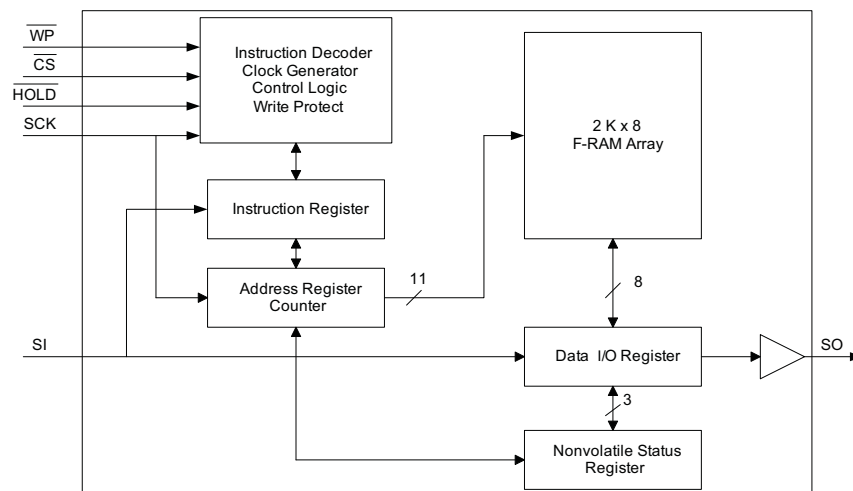 WP
CS
HOLD
SCK
Instruction Decoder
Clock Generator
Control Logic
Write Protect
2 K x 8
F-RAM Array
Instruction Register
Address Register
Counter
11
8
SI
Data I/O Register
SO
3
Nonvolatile Status
Register